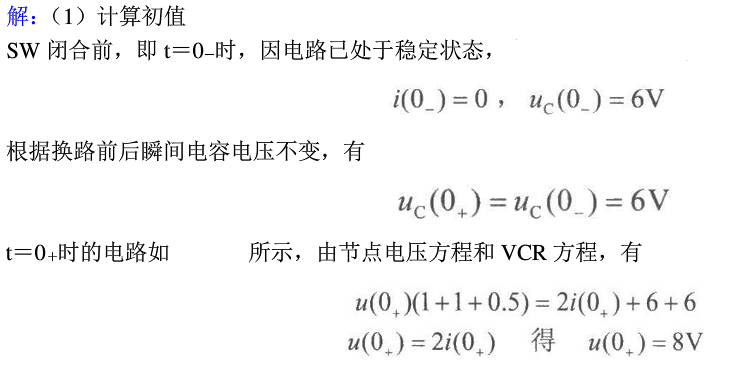 解：（1）计算初值
SW 闭合前，即 t＝0₋时，因电路已处于稳定状态，
i(0₋) = 0 ， u_C(0₋) = 6V
根据换路前后瞬间电容电压不变，有
u_C(0₊) = u_C(0₋) = 6V
t＝0₊时的电路如 所示，由节点电压方程和 VCR 方程，有
u(0₊)(1+1+0.5) = 2i(0₊) + 6 + 6
u(0₊) = 2i(0₊) 得 u(0₊) = 8V